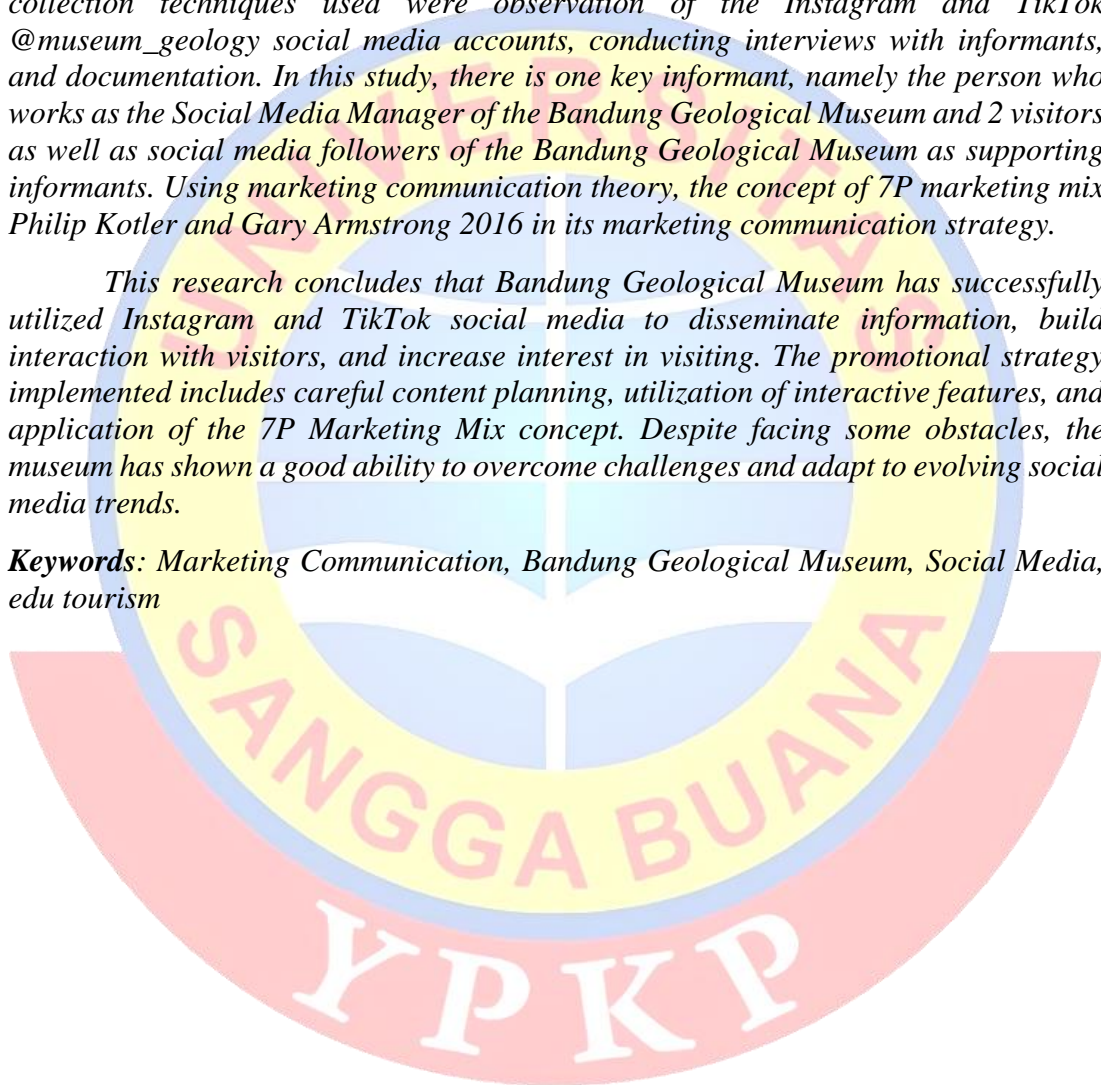 collection techniques used were observation of the Instagram and TikTok
@museum_geology social media accounts, conducting interviews with informants,
and documentation. In this study, there is one key informant, namely the person who
works as the Social Media Manager of the Bandung Geological Museum and 2 visitors
as well as social media followers of the Bandung Geological Museum as supporting
informants. Using marketing communication theory, the concept of 7P marketing mix
Philip Kotler and Gary Armstrong 2016 in its marketing communication strategy.
This research concludes that Bandung Geological Museum has successfully
utilized Instagram and TikTok social media to disseminate information, build
interaction with visitors, and increase interest in visiting. The promotional strategy
implemented includes careful content planning, utilization of interactive features, and
application of the 7P Marketing Mix concept. Despite facing some obstacles, the
museum has shown a good ability to overcome challenges and adapt to evolving social
media trends.
Keywords: Marketing Communication, Bandung Geological Museum, Social Media,
edu tourism
UNIVERSITAS
SANGGA BUANA
YPKP